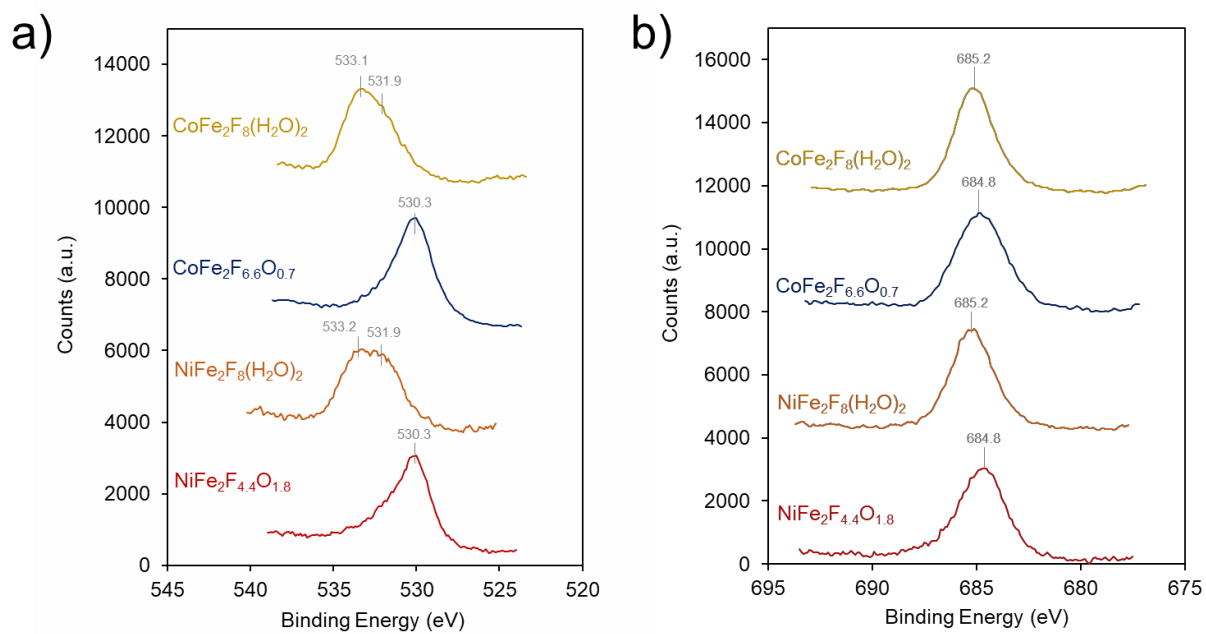 a)
14000
12000
10000
8000
6000
4000
2000
0
Counts (a.u.)
533.1
531.9
CoFe₂F₈(H₂O)₂
530.3
CoFe₂F₆.₆O₀.₇
533.2
531.9
NiFe₂F₈(H₂O)₂
530.3
NiFe₂F₄.₄O₁.₈
545 540 535 530 525 520
Binding Energy (eV)
b)
16000
14000
12000
10000
8000
6000
4000
2000
0
Counts (a.u.)
685.2
CoFe₂F₈(H₂O)₂
684.8
CoFe₂F₆.₆O₀.₇
685.2
NiFe₂F₈(H₂O)₂
684.8
NiFe₂F₄.₄O₁.₈
695 690 685 680 675
Binding Energy (eV)